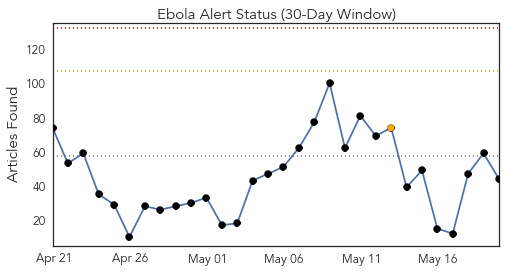 Ebola Alert Status (30-Day Window)
Articles Found
120
100
80
60
40
20
Apr 21
Apr 26
May 01
May 06
May 11
May 16